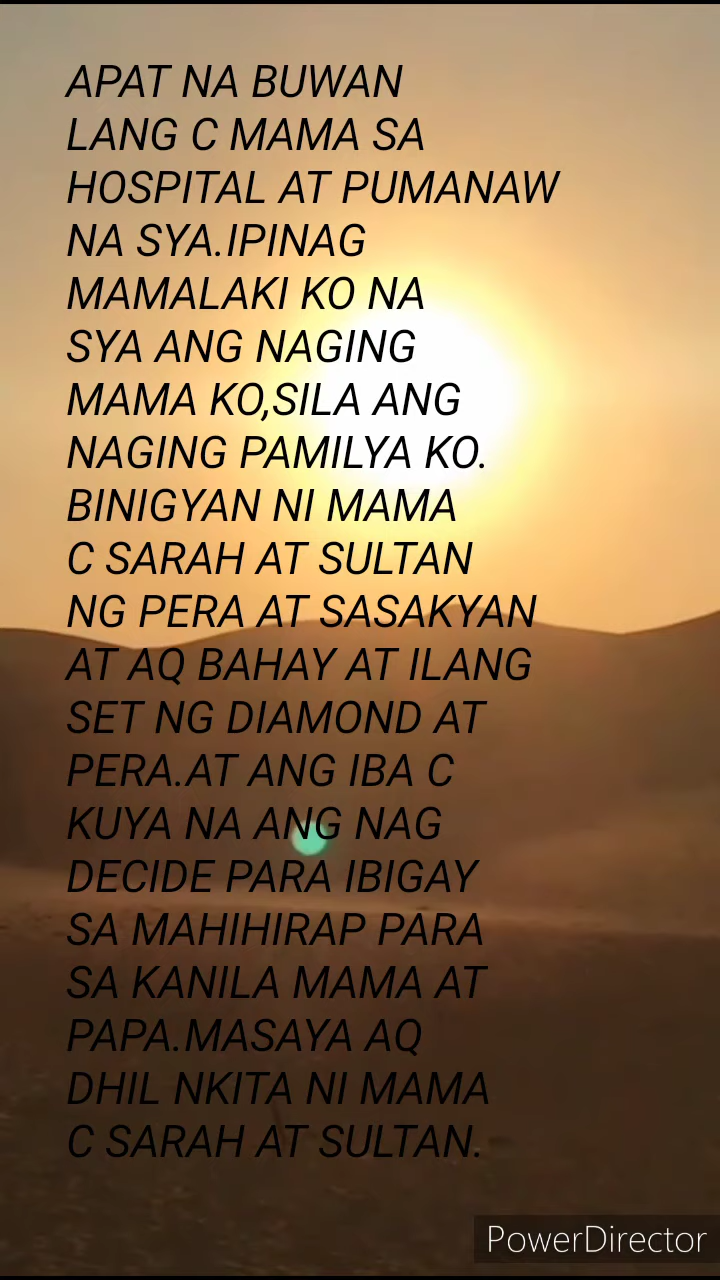 APAT NA BUWAN
LANG C MAMA SA
HOSPITAL AT PUMANAW
NA SYA.IPINAG
MAMALAKI KO NA
SYA ANG NAGING
MAMA KO,SILA ANG
NAGING PAMILYA KO.
BINIGYAN NI MAMA
C SARAH AT SULTAN
NG PERA AT SASAKYAN
AT AQ BAHAY AT ILANG
SET NG DIAMOND AT
PERA.AT ANG IBA C
KUYA NA ANG NAG
DECIDE PARA IBIGAY
SA MAHIHIRAP PARA
SA KANILA MAMA AT
PAPA.MASAYA AQ
DHIL NKITA NI MAMA
C SARAH AT SULTAN.
PowerDirector